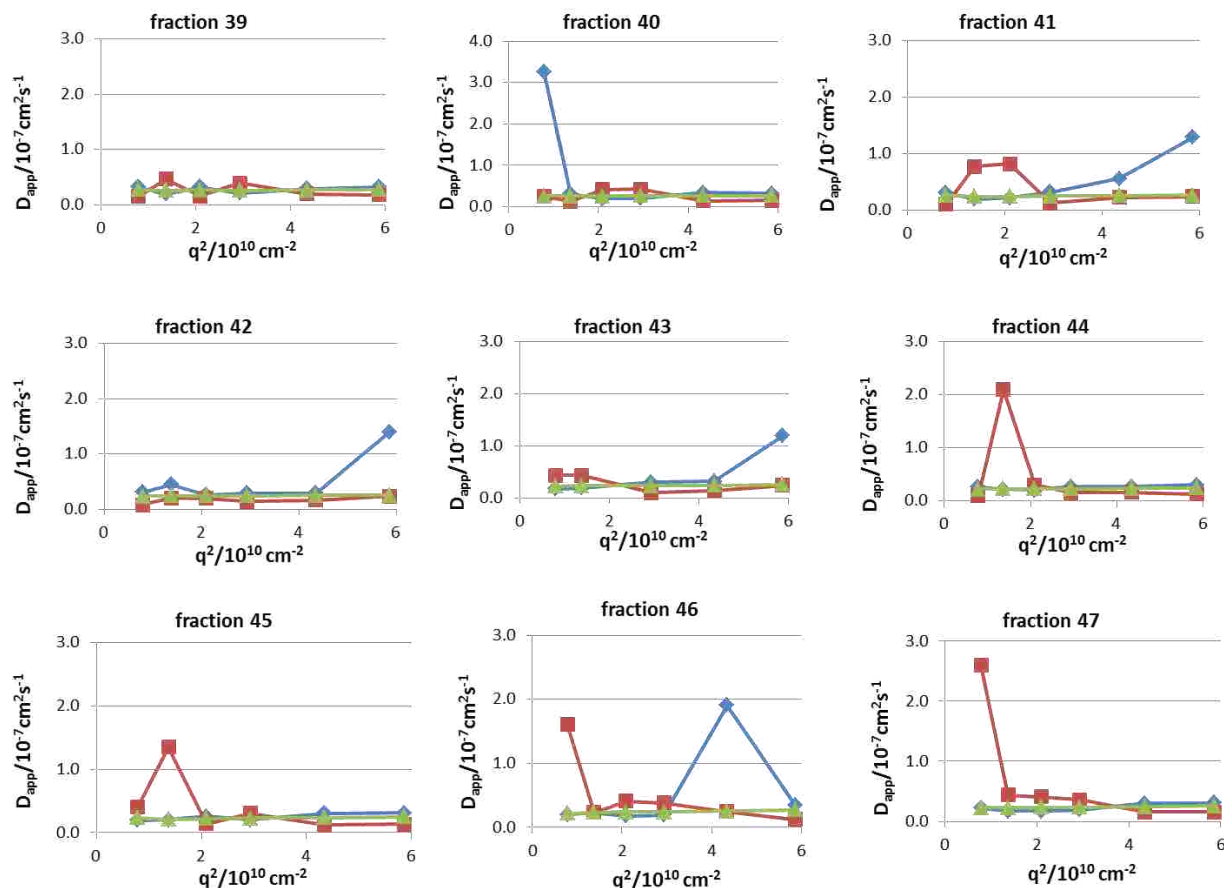 fraction 39
3.0
2.0
1.0
0.0
0 2 4 6
Dapp/10-7cm2s-1
q2/1010 cm-2
fraction 40
4.0
3.0
2.0
1.0
0.0
0 2 4 6
Dapp/10-7cm2s-1
q2/1010 cm-2
fraction 41
3.0
2.0
1.0
0.0
0 2 4 6
Dapp/10-7cm2s-1
q2/1010 cm-2
fraction 42
3.0
2.0
1.0
0.0
0 2 4 6
Dapp/10-7cm2s-1
q2/1010 cm-2
fraction 43
3.0
2.0
1.0
0.0
0 2 4 6
Dapp/10-7cm2s-1
q2/1010 cm-2
fraction 44
3.0
2.0
1.0
0.0
0 2 4 6
Dapp/10-7cm2s-1
q2/1010 cm-2
fraction 45
3.0
2.0
1.0
0.0
0 2 4 6
Dapp/10-7cm2s-1
q2/1010 cm-2
fraction 46
3.0
2.0
1.0
0.0
0 2 4 6
Dapp/10-7cm2s-1
q2/1010 cm-2
fraction 47
3.0
2.0
1.0
0.0
0 2 4 6
Dapp/10-7cm2s-1
q2/1010 cm-2